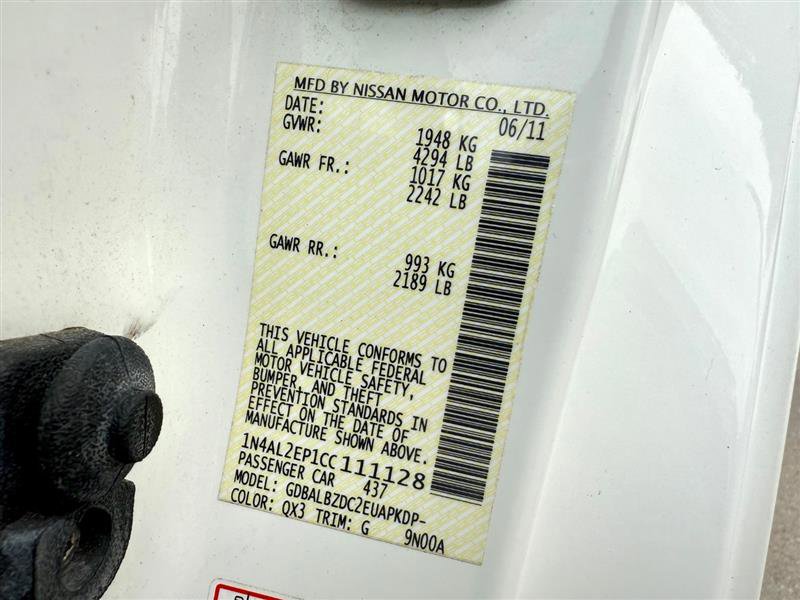 MFD BY NISSAN MOTOR CO., LTD.
DATE: 06/11
GVWR: 1948 KG
4294 LB
GAWR FR.: 1017 KG
2242 LB
GAWR RR.: 993 KG
2189 LB
THIS VEHICLE CONFORMS TO
ALL APPLICABLE FEDERAL
MOTOR VEHICLE SAFETY,
BUMPER, AND THEFT
PREVENTION STANDARDS IN
EFFECT ON THE DATE OF
MANUFACTURE SHOWN ABOVE.
1N4AL2EP1CC111128
PASSENGER CAR 437
MODEL: GDBALBZDC2EUAPKDP-
COLOR: QX3 TRIM: G 9N00A